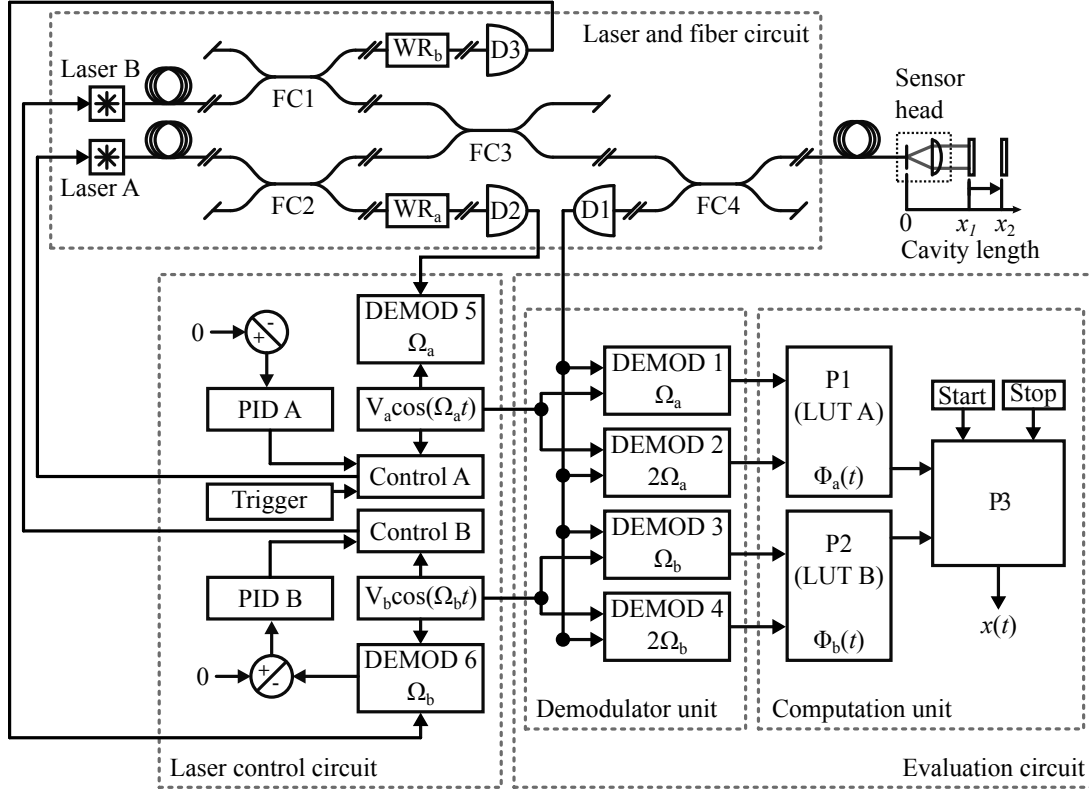 Laser and fiber circuit
WR_b
D3
Laser B
FC1
Sensor
head
FC3
Laser A
FC2
WR_a
D2
D1
FC4
0
x_1
x_2
Cavity length
DEMOD 5
Ω_a
0
+
-
PID A
V_a cos(Ω_a t)
Control A
Trigger
Control B
PID B
V_b cos(Ω_b t)
0
+
-
DEMOD 6
Ω_b
Laser control circuit
DEMOD 1
Ω_a
DEMOD 2
2Ω_a
DEMOD 3
Ω_b
DEMOD 4
2Ω_b
Demodulator unit
P1
(LUT A)
Φ_a(t)
P2
(LUT B)
Φ_b(t)
Start
Stop
P3
x(t)
Computation unit
Evaluation circuit